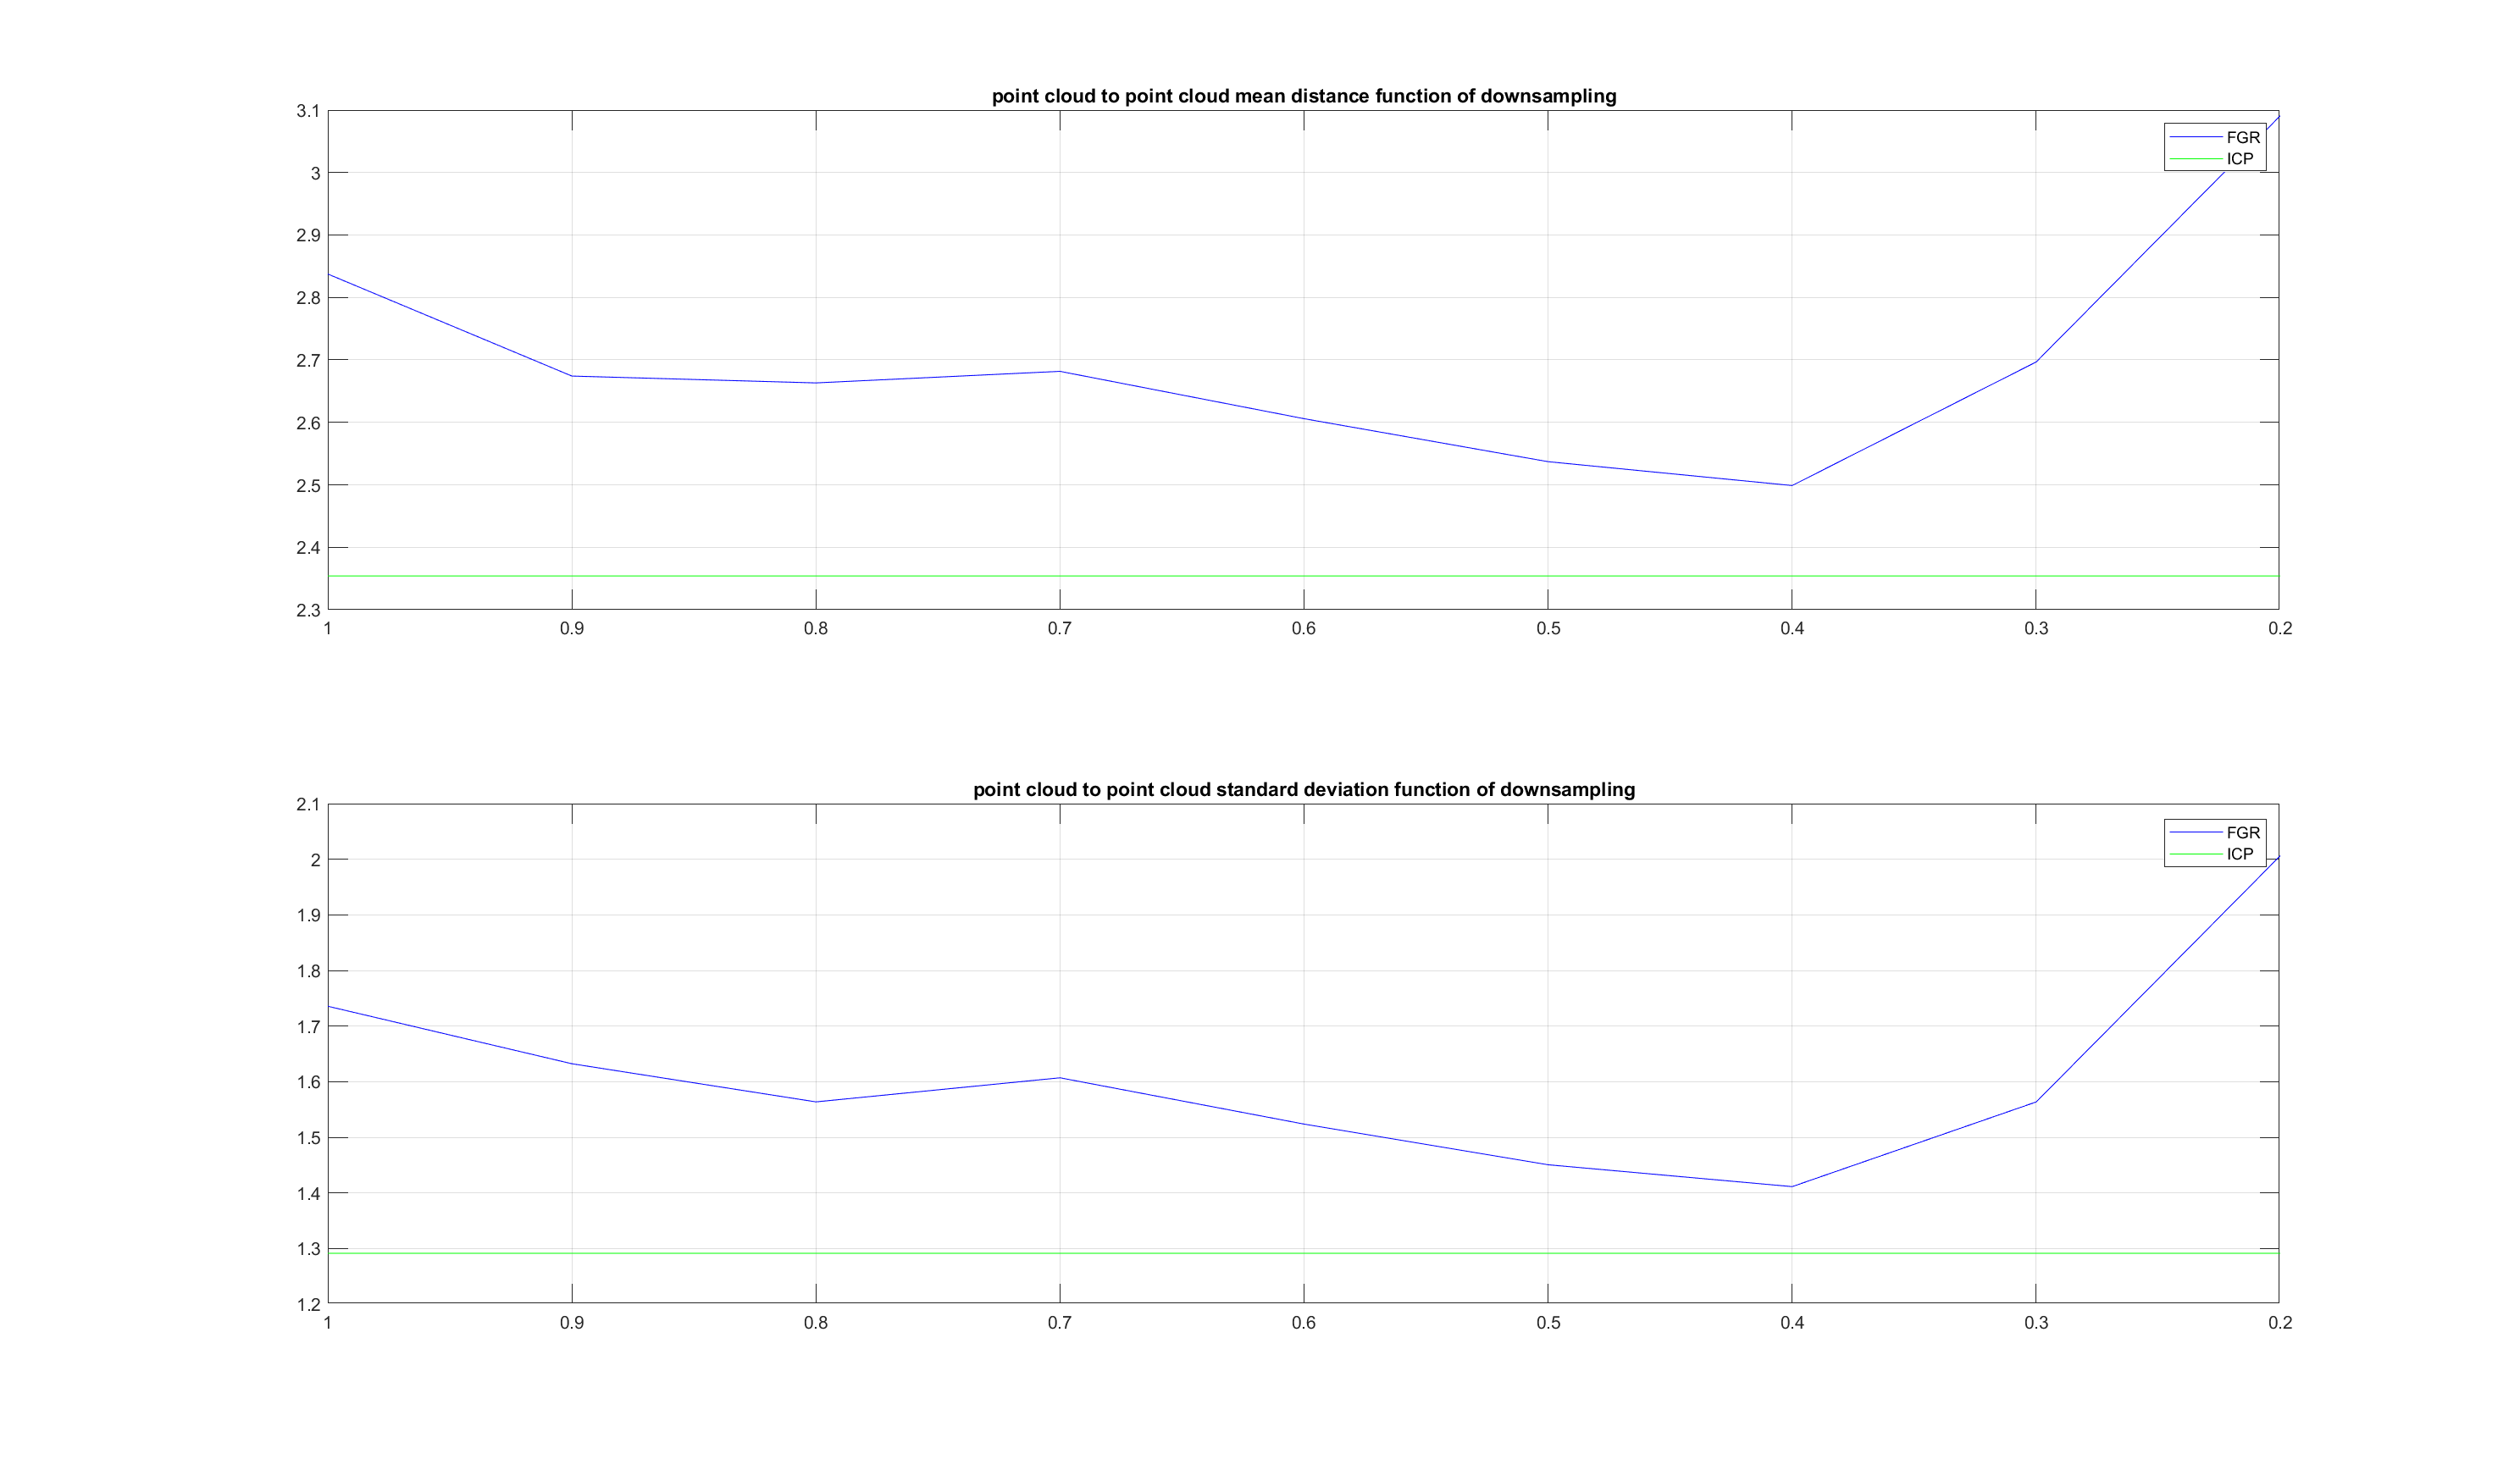 point cloud to point cloud mean distance function of downsampling
3.1
3
2.9
2.8
2.7
2.6
2.5
2.4
2.3
FGR
ICP
1 0.9 0.8 0.7 0.6 0.5 0.4 0.3 0.2
point cloud to point cloud standard deviation function of downsampling
2.1
2
1.9
1.8
1.7
1.6
1.5
1.4
1.3
1.2
FGR
ICP
1 0.9 0.8 0.7 0.6 0.5 0.4 0.3 0.2